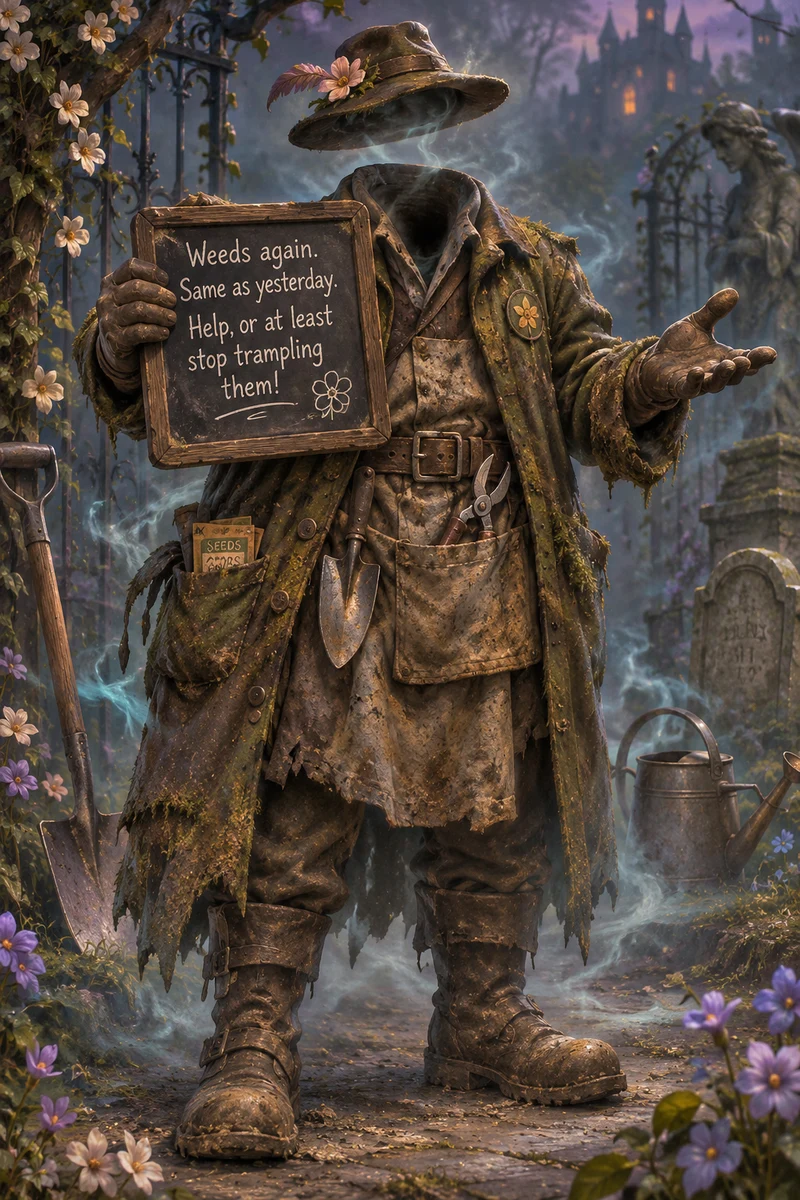 Weeds again.
Same as yesterday.
Help, or at least
stop trampling
them!
SEEDS